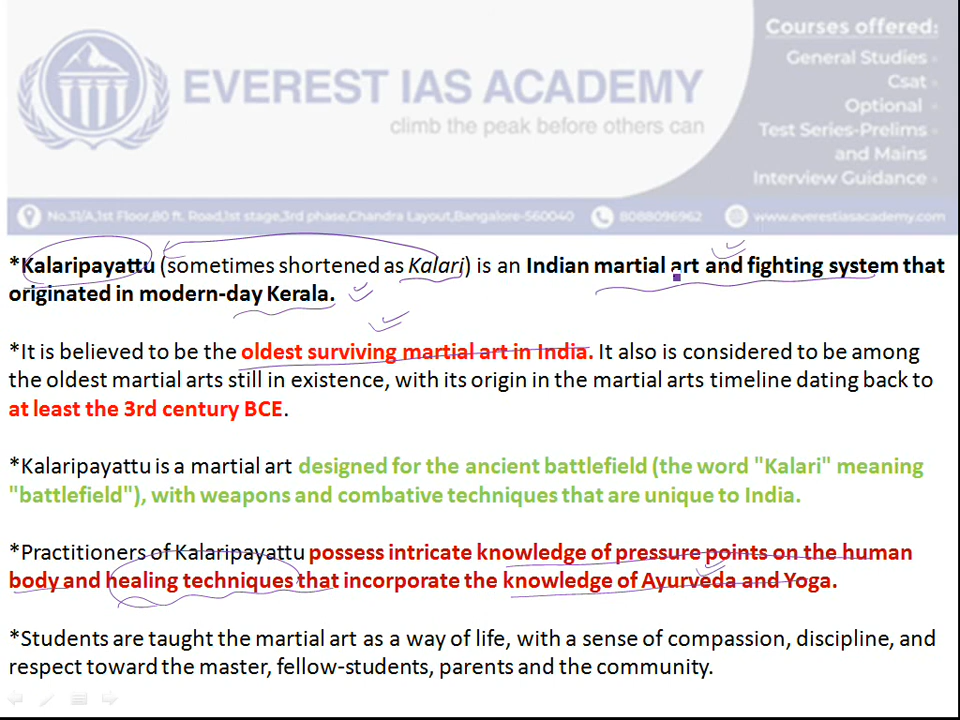 EVEREST IAS ACADEMY
climb the peak before others can
Courses offered:
General Studies
Csat
Optional
Test Series-Prelims
and Mains
Interview Guidance
No.31/A,1st Floor,80 ft. Road,1st stage,3rd phase,Chandra Layout,Bangalore-560040 8088096962 www.everestiasacademy.com
*Kalaripayattu (sometimes shortened as Kalari) is an Indian martial art and fighting system that
originated in modern-day Kerala.
*It is believed to be the oldest surviving martial art in India. It also is considered to be among
the oldest martial arts still in existence, with its origin in the martial arts timeline dating back to
at least the 3rd century BCE.
*Kalaripayattu is a martial art designed for the ancient battlefield (the word "Kalari" meaning
"battlefield"), with weapons and combative techniques that are unique to India.
*Practitioners of Kalaripayattu possess intricate knowledge of pressure points on the human
body and healing techniques that incorporate the knowledge of Ayurveda and Yoga.
*Students are taught the martial art as a way of life, with a sense of compassion, discipline, and
respect toward the master, fellow-students, parents and the community.